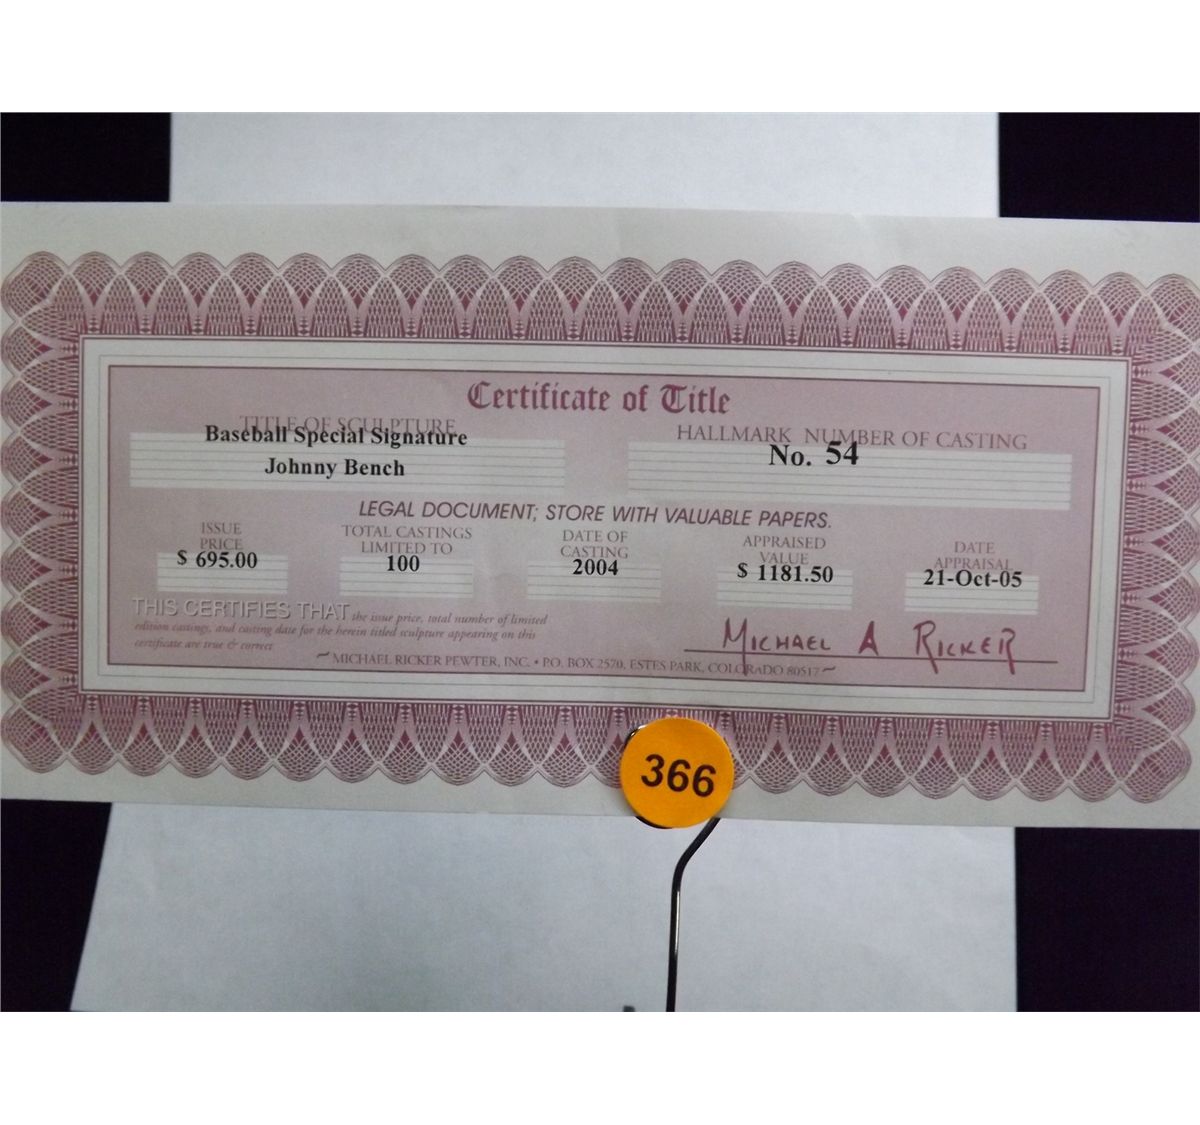 Certificate of Title
TITLE OF SCULPTURE
Baseball Special Signature
Johnny Bench
HALLMARK NUMBER OF CASTING
No. 54
LEGAL DOCUMENT; STORE WITH VALUABLE PAPERS.
ISSUE
PRICE
$ 695.00
TOTAL CASTINGS
LIMITED TO
100
DATE OF
CASTING
2004
APPRAISED
VALUE
$ 1181.50
DATE
APPRAISAL
21-Oct-05
THIS CERTIFIES THAT the issue price, total number of limited
edition castings, and casting date for the herein titled sculpture appearing on this
certificate are true & correct
MICHAEL A RICKER
~ MICHAEL RICKER PEWTER, INC. • P.O. BOX 2570, ESTES PARK, COLORADO 80517 ~
366